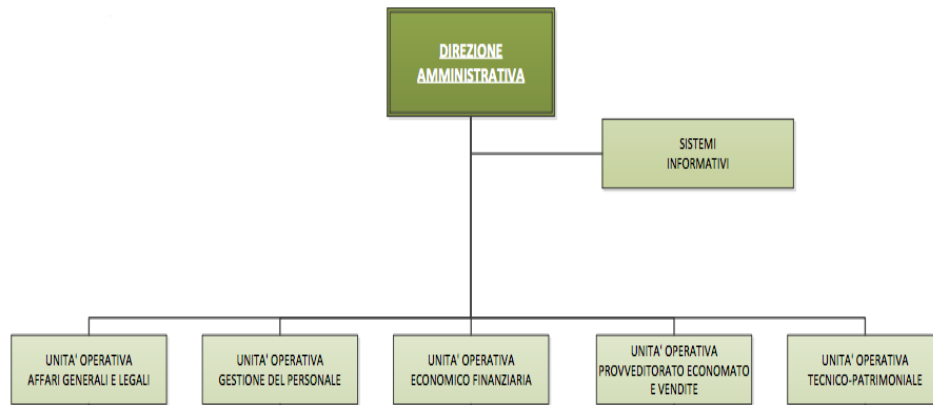 DIREZIONE
AMMINISTRATIVA
SISTEMI
INFORMATIVI
UNITA' OPERATIVA
AFFARI GENERALI E LEGALI
UNITA' OPERATIVA
GESTIONE DEL PERSONALE
UNITA' OPERATIVA
ECONOMICO FINANZIARIA
UNITA' OPERATIVA
PROVVEDITORATO ECONOMATO
E VENDITE
UNITA' OPERATIVA
TECNICO-PATRIMONIALE